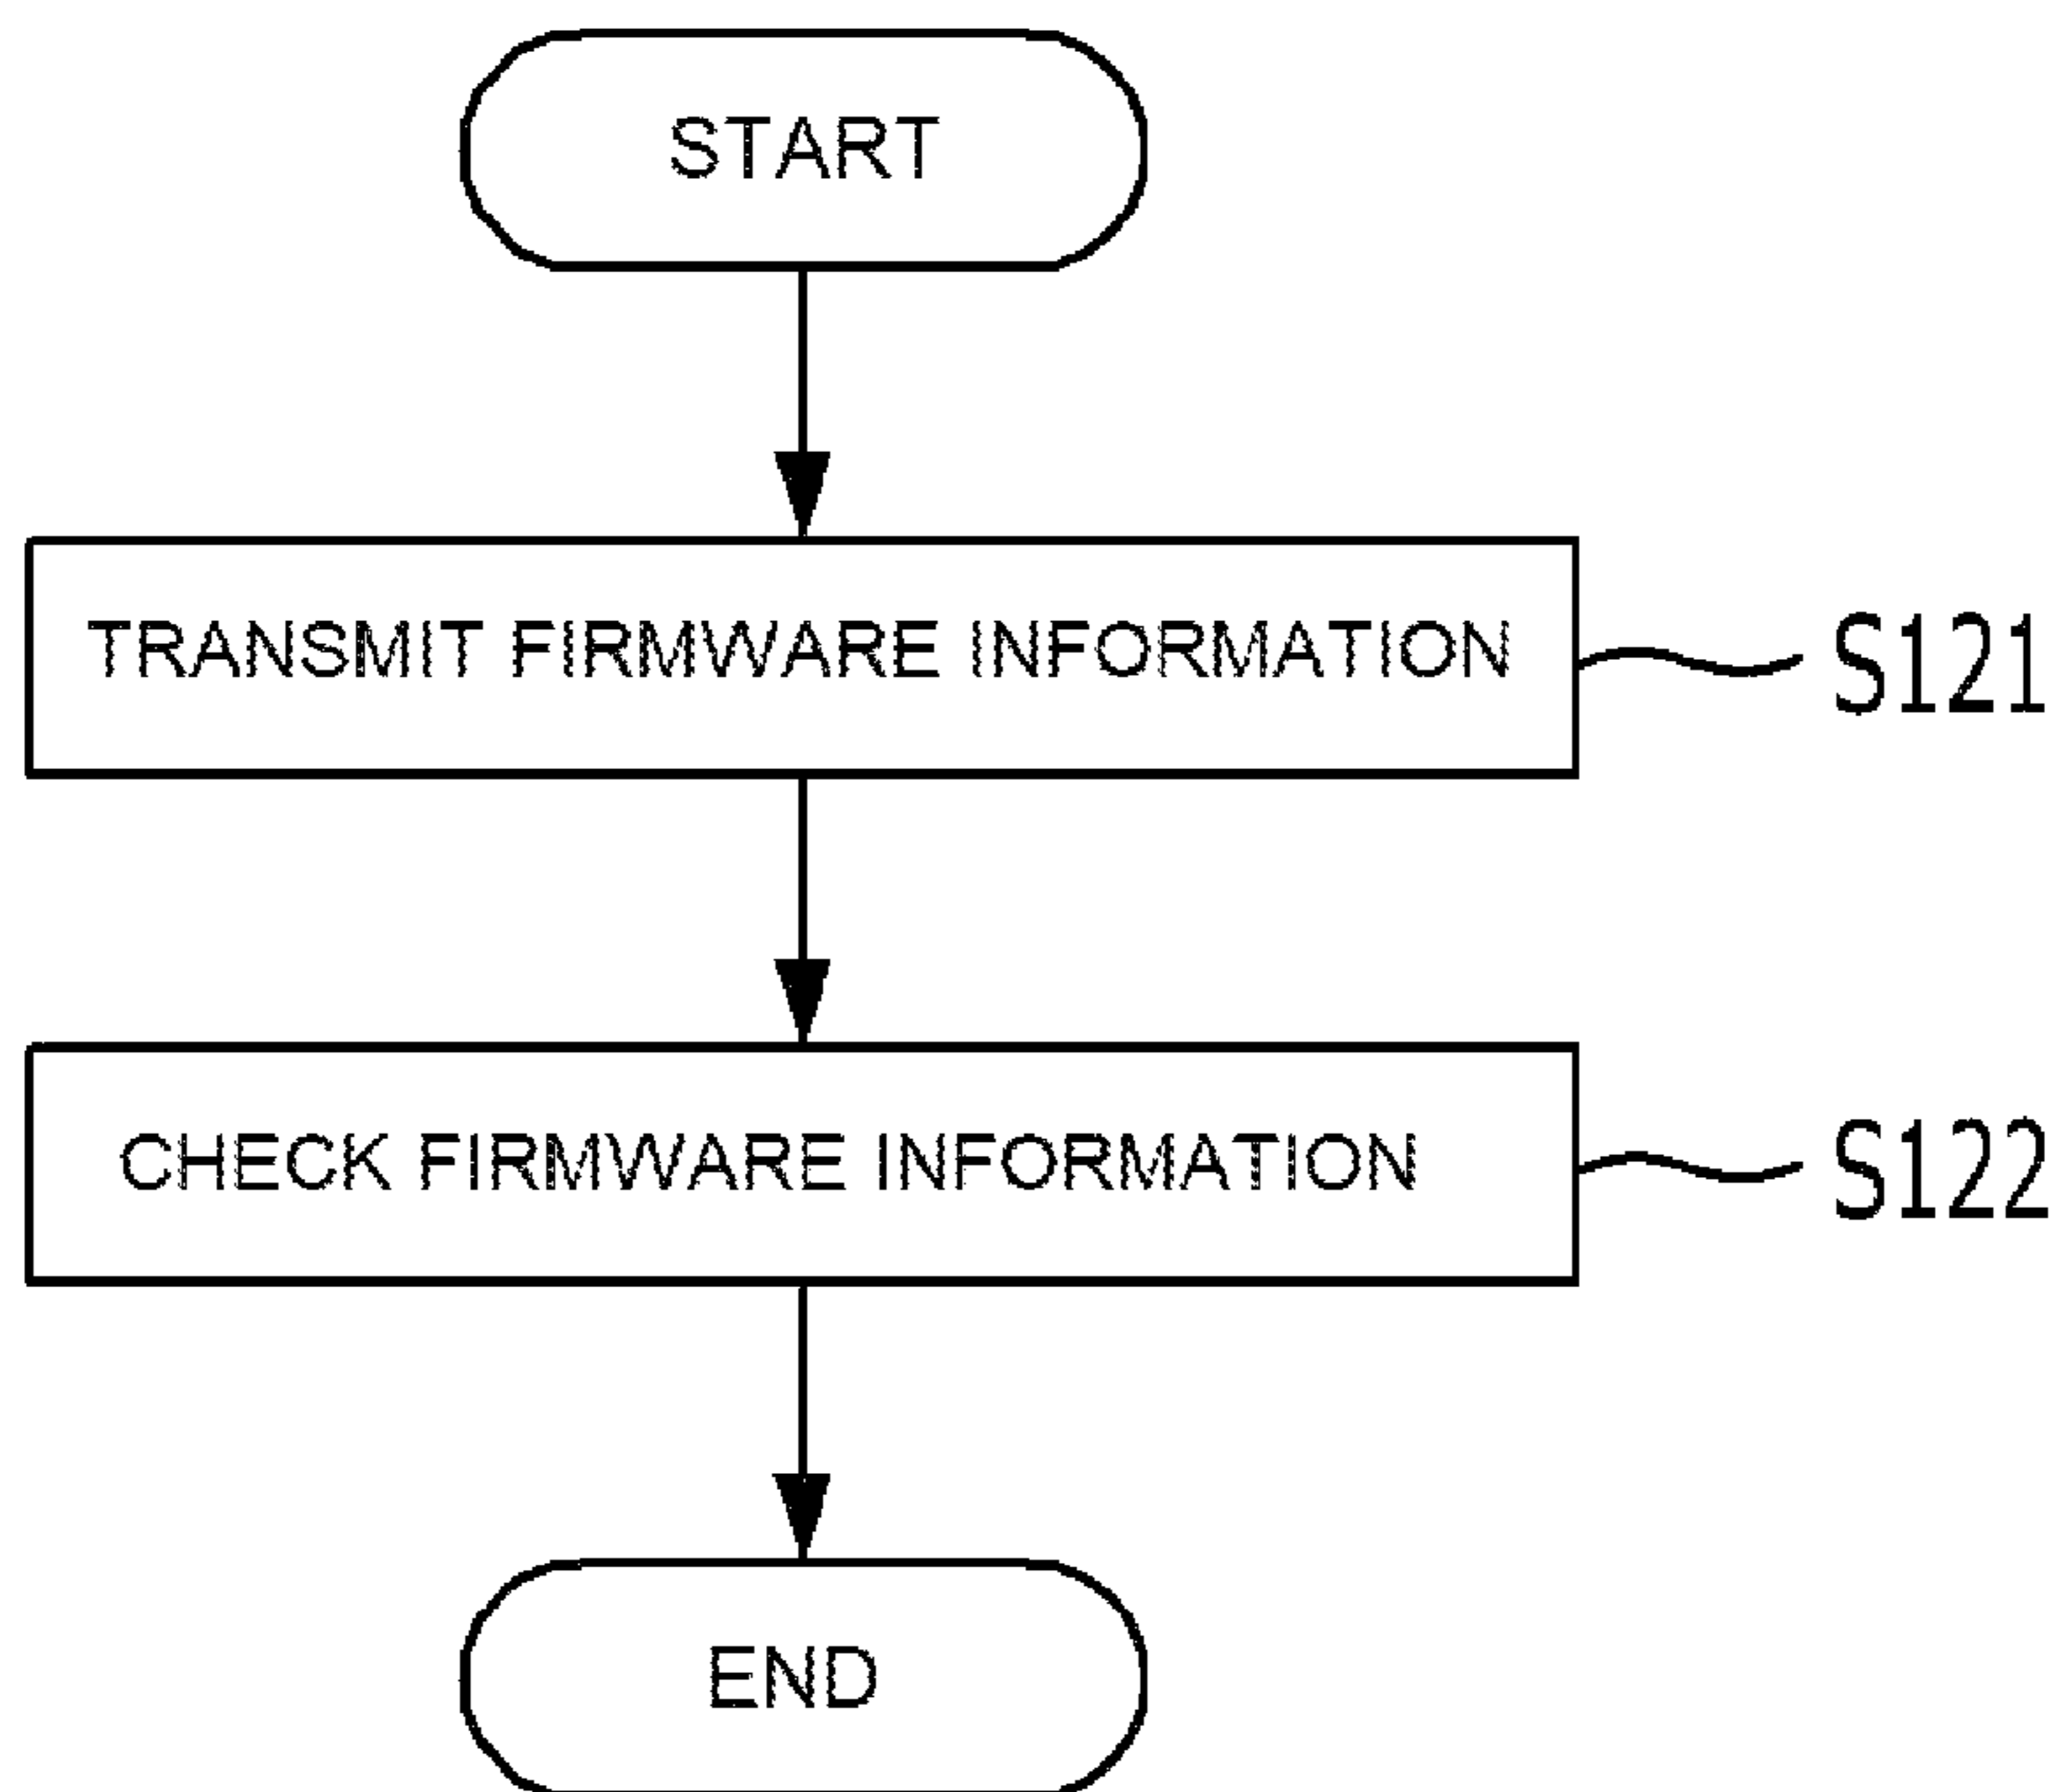 START
TRANSMIT FIRMWARE INFORMATION
S121
CHECK FIRMWARE INFORMATION
S122
END